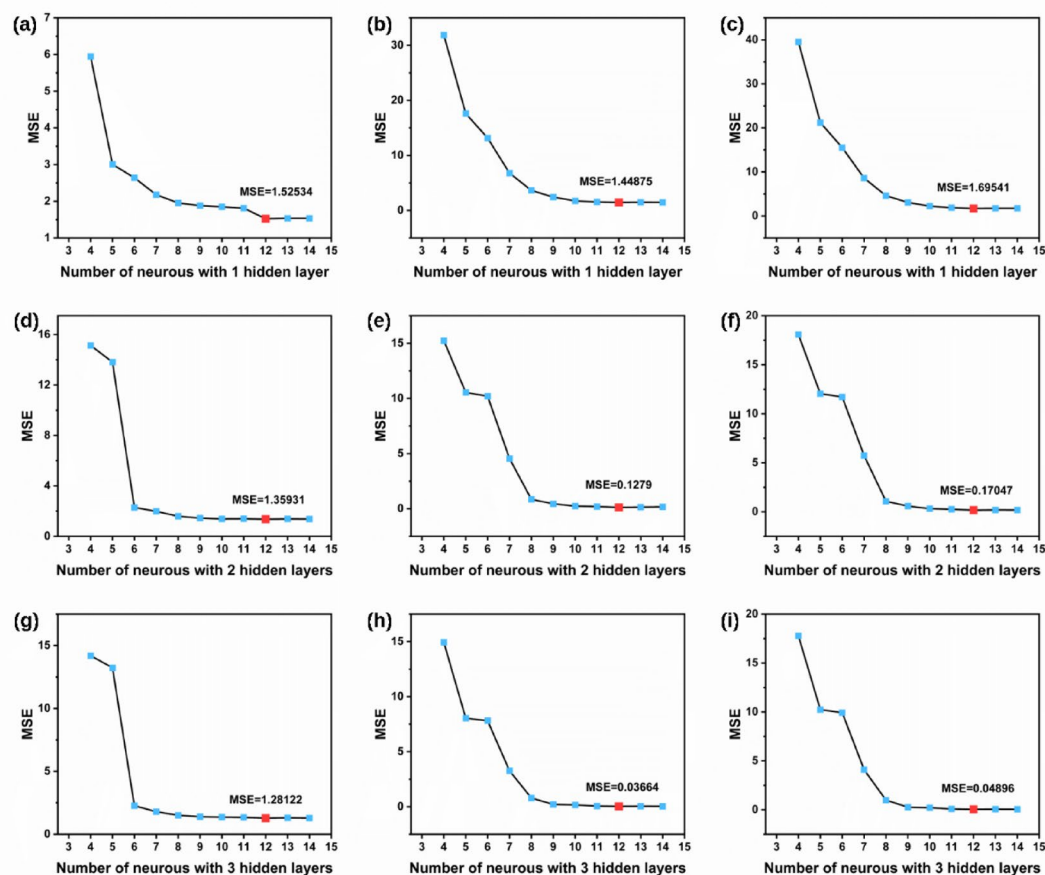 (a)
7
6
5
4
3
2
1
MSE
MSE=1.52534
3 4 5 6 7 8 9 10 11 12 13 14 15
Number of neurous with 1 hidden layer
(b)
30
20
10
0
MSE
MSE=1.44875
3 4 5 6 7 8 9 10 11 12 13 14 15
Number of neurous with 1 hidden layer
(c)
40
30
20
10
0
MSE
MSE=1.69541
3 4 5 6 7 8 9 10 11 12 13 14 15
Number of neurous with 1 hidden layer
(d)
16
12
8
4
0
MSE
MSE=1.35931
3 4 5 6 7 8 9 10 11 12 13 14 15
Number of neurous with 2 hidden layers
(e)
15
10
5
0
MSE
MSE=0.1279
3 4 5 6 7 8 9 10 11 12 13 14 15
Number of neurous with 2 hidden layers
(f)
20
15
10
5
0
MSE
MSE=0.17047
3 4 5 6 7 8 9 10 11 12 13 14 15
Number of neurous with 2 hidden layers
(g)
15
10
5
0
MSE
MSE=1.28122
3 4 5 6 7 8 9 10 11 12 13 14 15
Number of neurous with 3 hidden layers
(h)
15
10
5
0
MSE
MSE=0.03664
3 4 5 6 7 8 9 10 11 12 13 14 15
Number of neurous with 3 hidden layers
(i)
20
15
10
5
0
MSE
MSE=0.04896
3 4 5 6 7 8 9 10 11 12 13 14 15
Number of neurous with 3 hidden layers